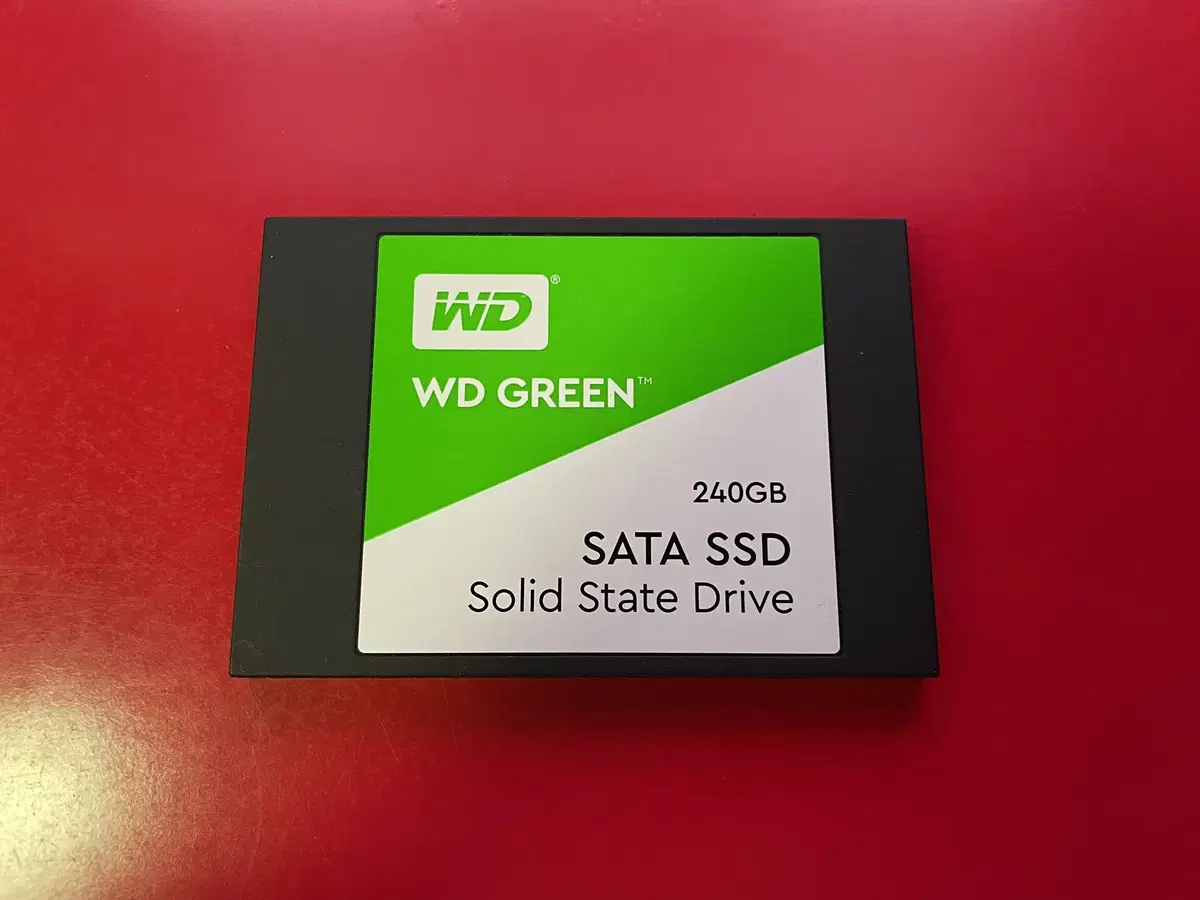 WD®
WD GREEN™
240GB
SATA SSD
Solid State Drive